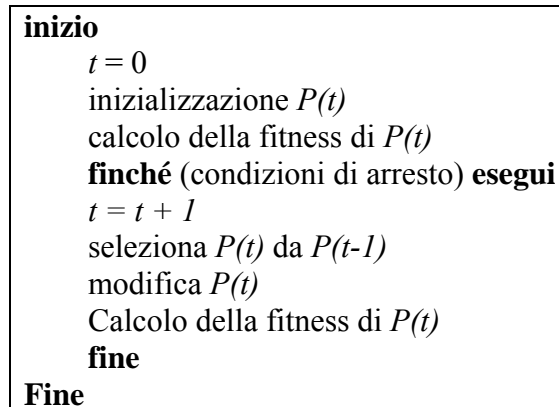 inizio
t = 0
inizializzazione P(t)
calcolo della fitness di P(t)
finché (condizioni di arresto) esegui
t = t + 1
seleziona P(t) da P(t-1)
modifica P(t)
Calcolo della fitness di P(t)
fine
Fine